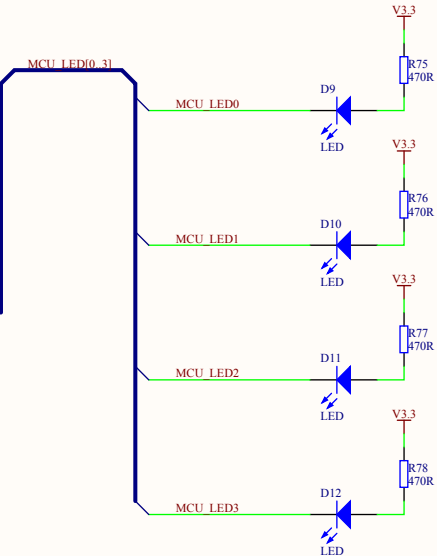 V3.3
MCU_LED[0..3]
R75
470R
D9
MCU_LED0
LED
V3.3
R76
470R
D10
MCU_LED1
LED
V3.3
R77
470R
D11
MCU_LED2
LED
V3.3
R78
470R
D12
MCU_LED3
LED